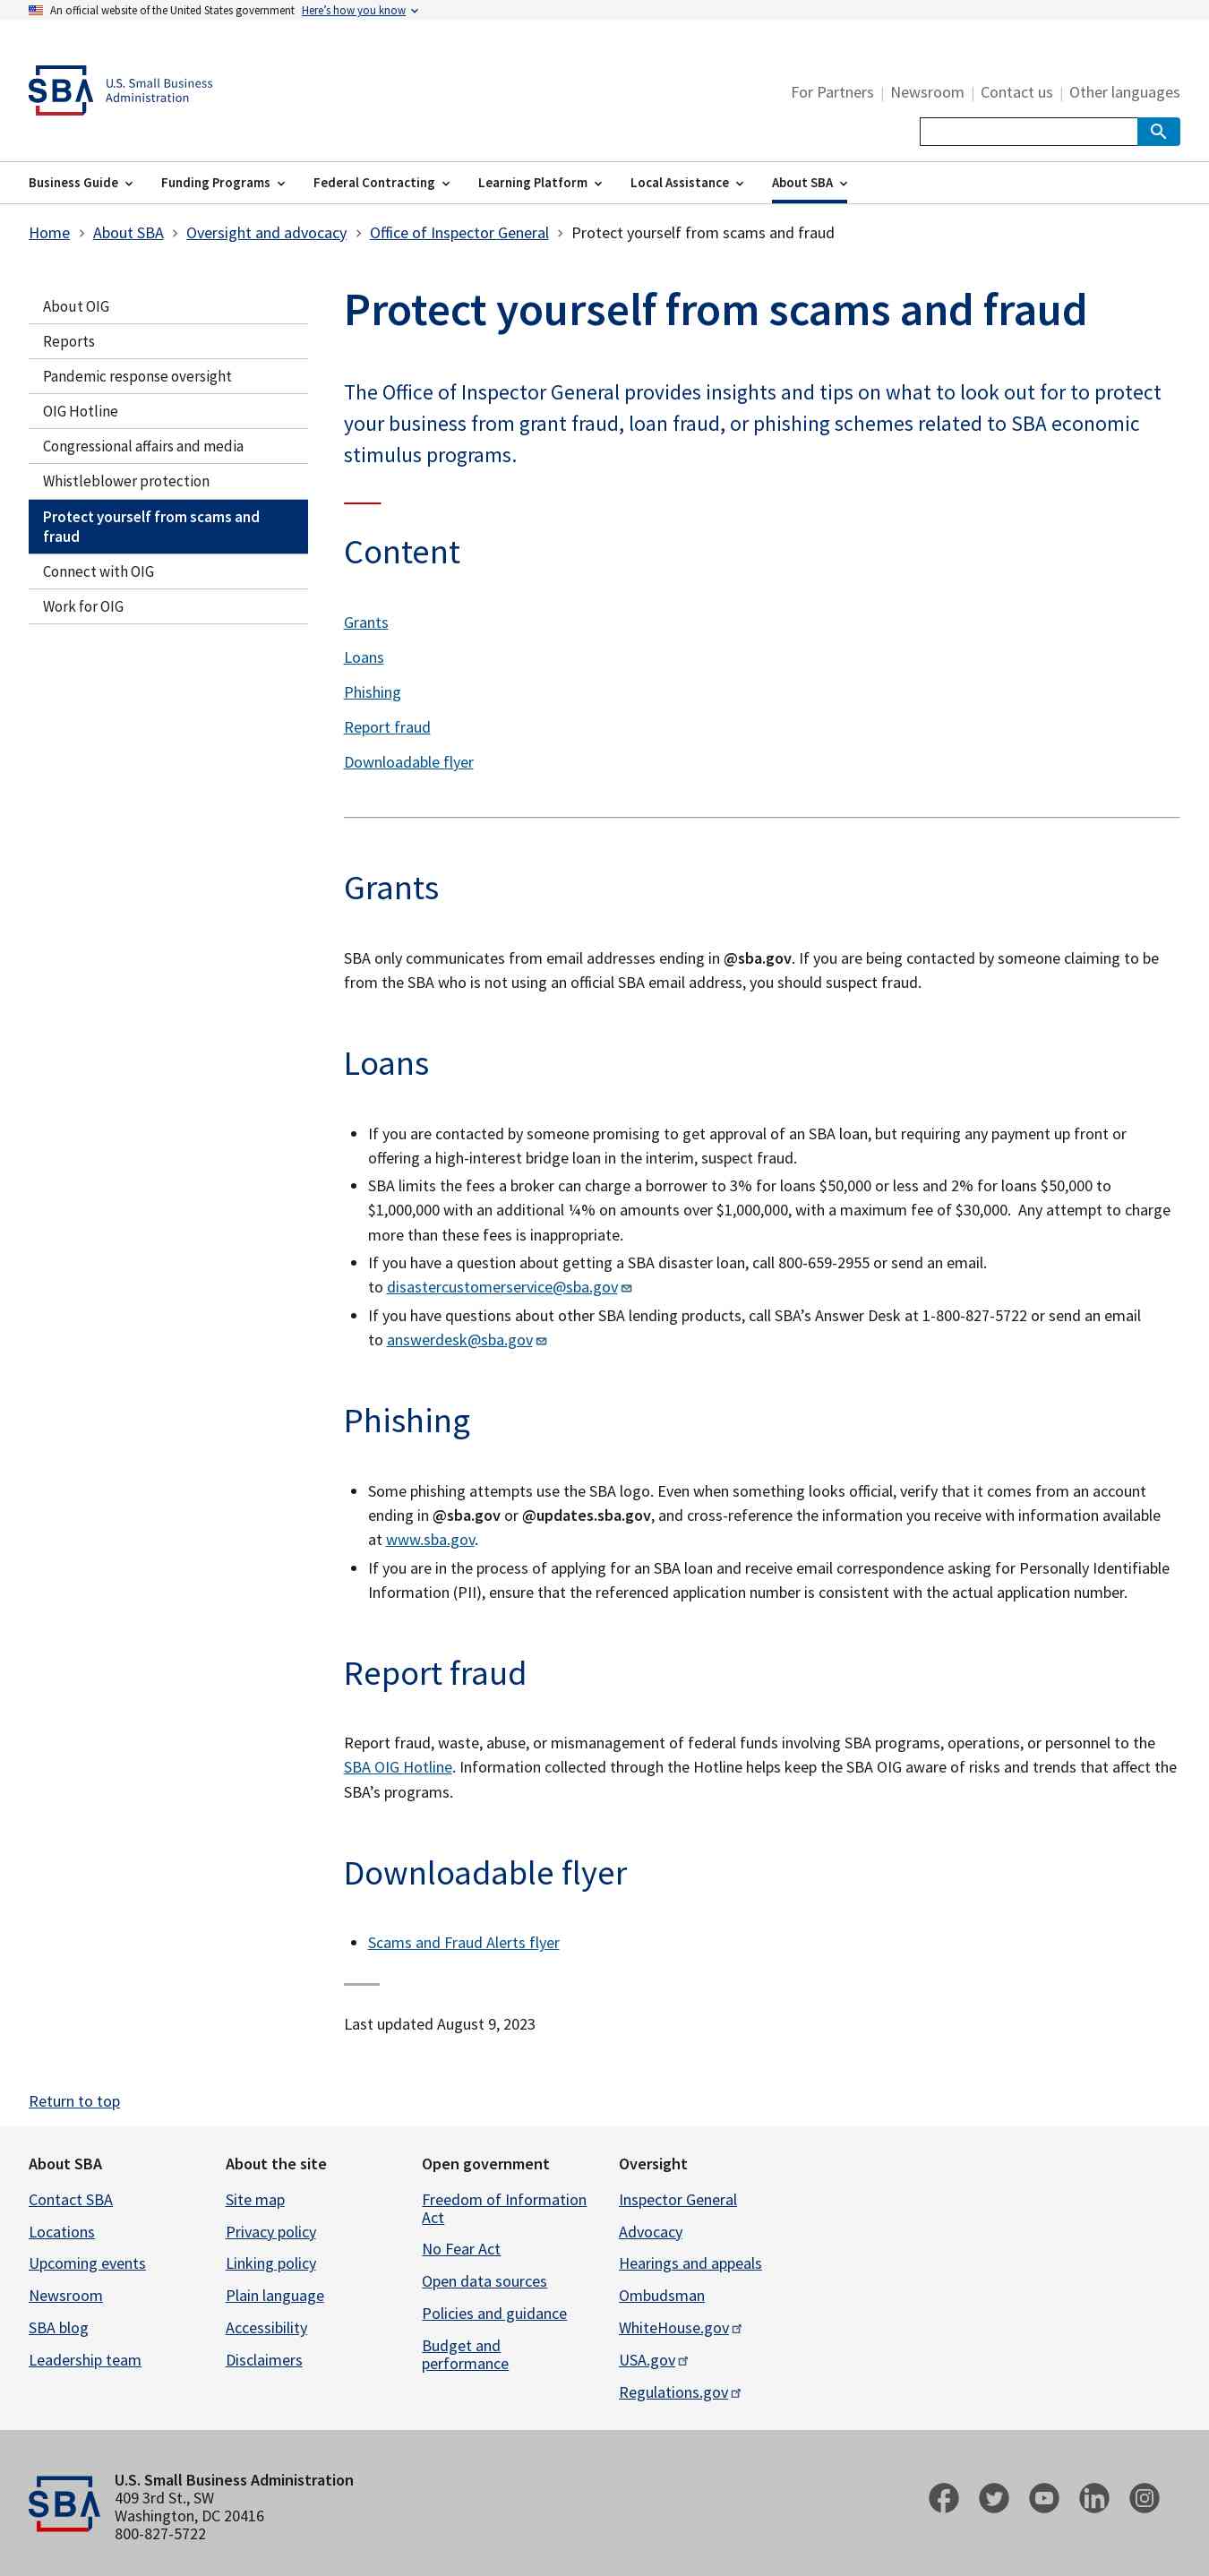 An official website of the United States government Here's how you know
SBA
U.S. Small Business
Administration
For Partners | Newsroom | Contact us | Other languages
Business Guide
Funding Programs
Federal Contracting
Learning Platform
Local Assistance
About SBA
Home > About SBA > Oversight and advocacy > Office of Inspector General > Protect yourself from scams and fraud
About OIG
Reports
Pandemic response oversight
OIG Hotline
Congressional affairs and media
Whistleblower protection
Protect yourself from scams and
fraud
Connect with OIG
Work for OIG
Protect yourself from scams and fraud
The Office of Inspector General provides insights and tips on what to look out for to protect
your business from grant fraud, loan fraud, or phishing schemes related to SBA economic
stimulus programs.
Content
Grants
Loans
Phishing
Report fraud
Downloadable flyer
Grants
SBA only communicates from email addresses ending in @sba.gov. If you are being contacted by someone claiming to be
from the SBA who is not using an official SBA email address, you should suspect fraud.
Loans
• If you are contacted by someone promising to get approval of an SBA loan, but requiring any payment up front or
offering a high-interest bridge loan in the interim, suspect fraud.
• SBA limits the fees a broker can charge a borrower to 3% for loans $50,000 or less and 2% for loans $50,000 to
$1,000,000 with an additional ¼% on amounts over $1,000,000, with a maximum fee of $30,000.  Any attempt to charge
more than these fees is inappropriate.
• If you have a question about getting a SBA disaster loan, call 800-659-2955 or send an email.
to disastercustomerservice@sba.gov
• If you have questions about other SBA lending products, call SBA’s Answer Desk at 1-800-827-5722 or send an email
to answerdesk@sba.gov
Phishing
• Some phishing attempts use the SBA logo. Even when something looks official, verify that it comes from an account
ending in @sba.gov or @updates.sba.gov, and cross-reference the information you receive with information available
at www.sba.gov.
• If you are in the process of applying for an SBA loan and receive email correspondence asking for Personally Identifiable
Information (PII), ensure that the referenced application number is consistent with the actual application number.
Report fraud
Report fraud, waste, abuse, or mismanagement of federal funds involving SBA programs, operations, or personnel to the
SBA OIG Hotline. Information collected through the Hotline helps keep the SBA OIG aware of risks and trends that affect the
SBA’s programs.
Downloadable flyer
• Scams and Fraud Alerts flyer
Last updated August 9, 2023
Return to top
About SBA
Contact SBA
Locations
Upcoming events
Newsroom
SBA blog
Leadership team
About the site
Site map
Privacy policy
Linking policy
Plain language
Accessibility
Disclaimers
Open government
Freedom of Information
Act
No Fear Act
Open data sources
Policies and guidance
Budget and
performance
Oversight
Inspector General
Advocacy
Hearings and appeals
Ombudsman
WhiteHouse.gov
USA.gov
Regulations.gov
SBA
U.S. Small Business Administration
409 3rd St., SW
Washington, DC 20416
800-827-5722